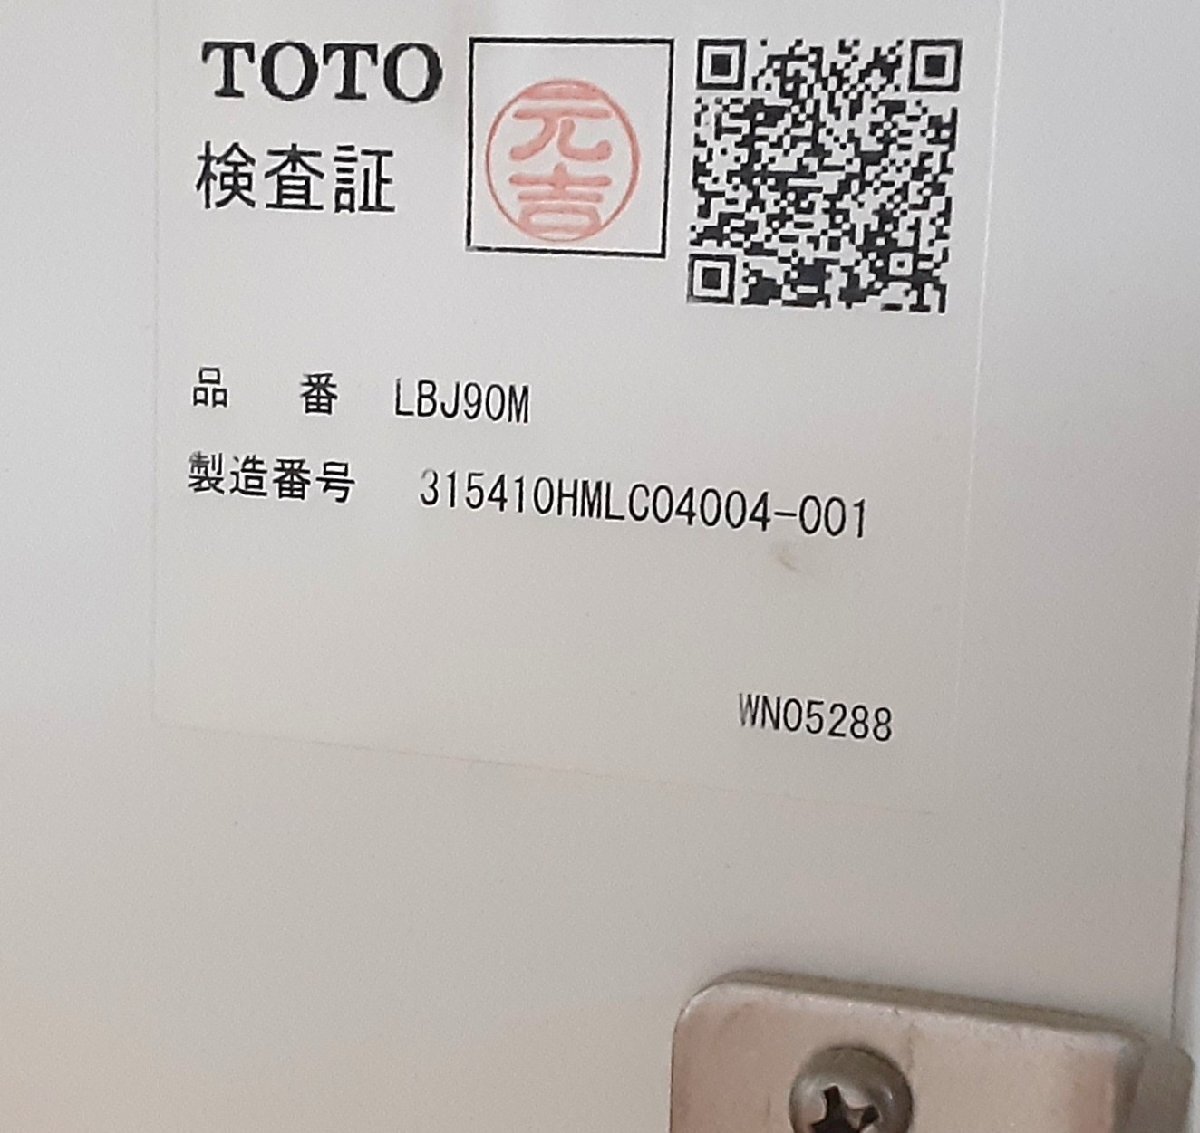 TOTO
検査証
元吉
品 番 LBJ90M
製造番号 315410HMLC04004-001
WN05288